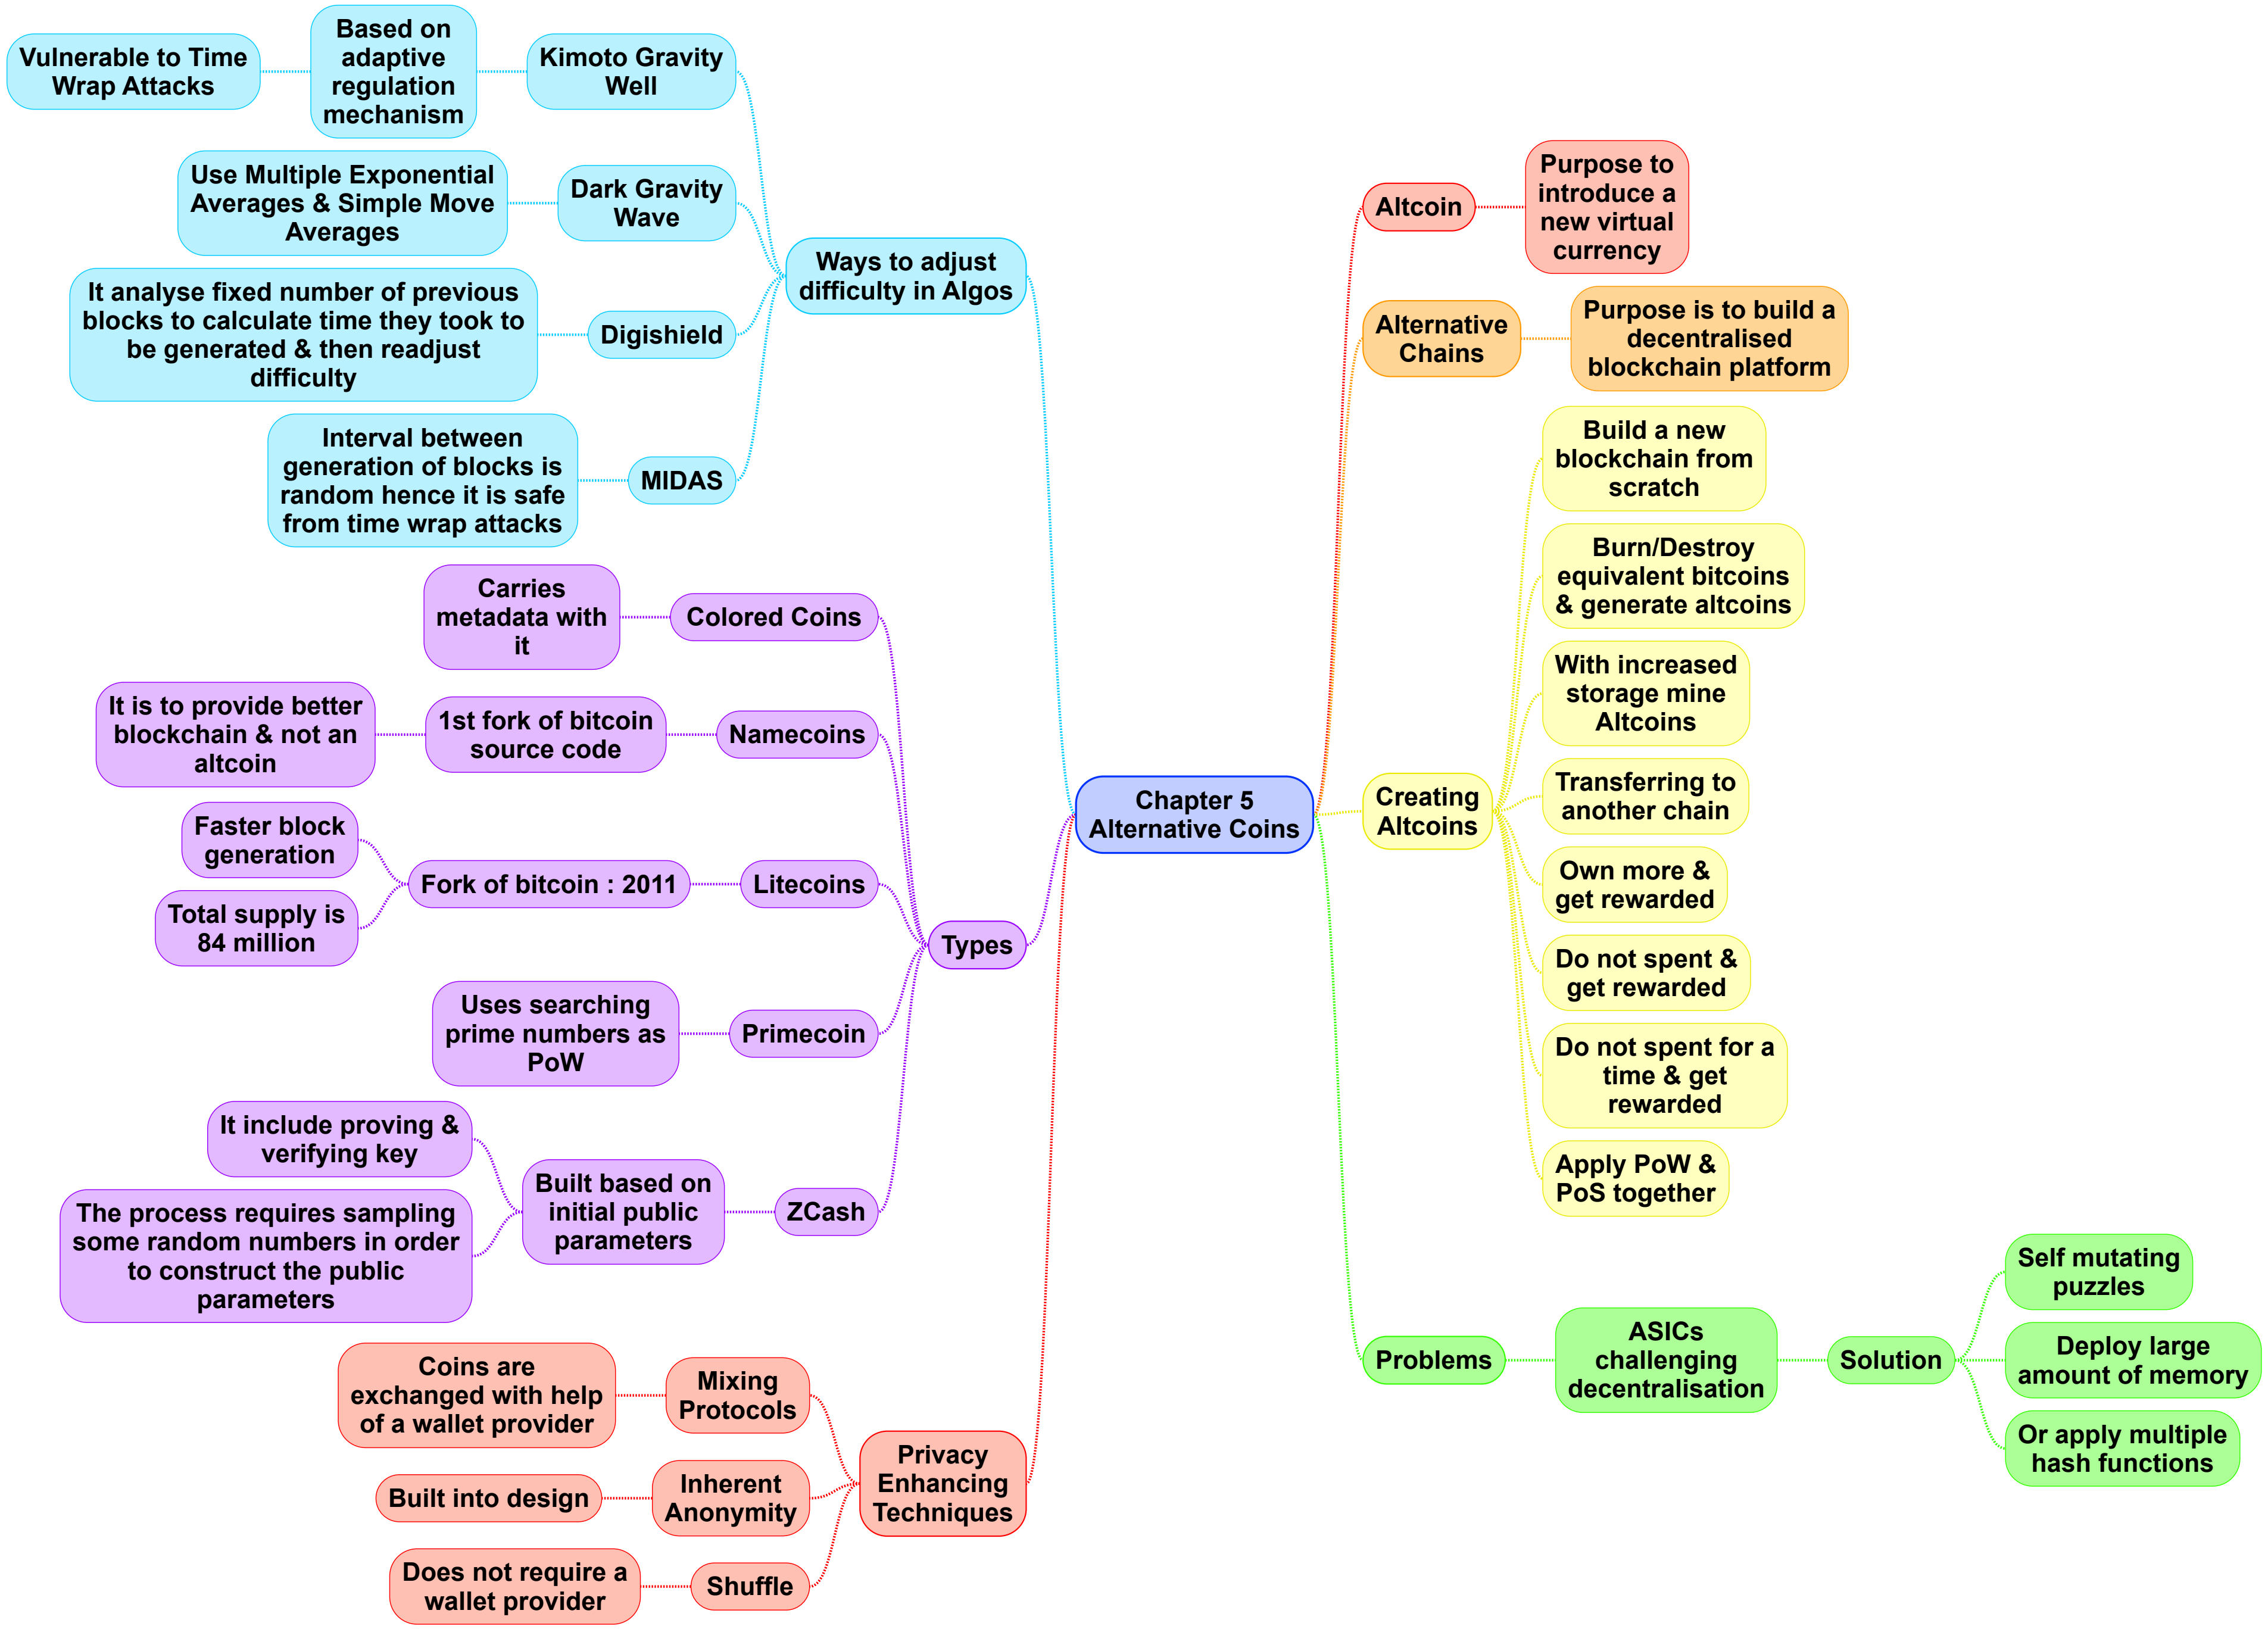 Chapter 5
Alternative Coins
Altcoin
Purpose to
introduce a
new virtual
currency
Alternative
Chains
Purpose is to build a
decentralised
blockchain platform
Creating
Altcoins
Build a new
blockchain from
scratch
Burn/Destroy
equivalent bitcoins
& generate altcoins
With increased
storage mine
Altcoins
Transferring to
another chain
Own more &
get rewarded
Do not spent &
get rewarded
Do not spent for a
time & get
rewarded
Apply PoW &
PoS together
Problems
ASICs
challenging
decentralisation
Solution
Self mutating
puzzles
Deploy large
amount of memory
Or apply multiple
hash functions
Ways to adjust
difficulty in Algos
Kimoto Gravity
Well
Based on
adaptive
regulation
mechanism
Vulnerable to Time
Wrap Attacks
Dark Gravity
Wave
Use Multiple Exponential
Averages & Simple Move
Averages
Digishield
It analyse fixed number of previous
blocks to calculate time they took to
be generated & then readjust
difficulty
MIDAS
Interval between
generation of blocks is
random hence it is safe
from time wrap attacks
Types
Colored Coins
Carries
metadata with
it
Namecoins
1st fork of bitcoin
source code
It is to provide better
blockchain & not an
altcoin
Litecoins
Fork of bitcoin : 2011
Faster block
generation
Total supply is
84 million
Primecoin
Uses searching
prime numbers as
PoW
ZCash
Built based on
initial public
parameters
It include proving &
verifying key
The process requires sampling
some random numbers in order
to construct the public
parameters
Privacy
Enhancing
Techniques
Mixing
Protocols
Coins are
exchanged with help
of a wallet provider
Inherent
Anonymity
Built into design
Shuffle
Does not require a
wallet provider